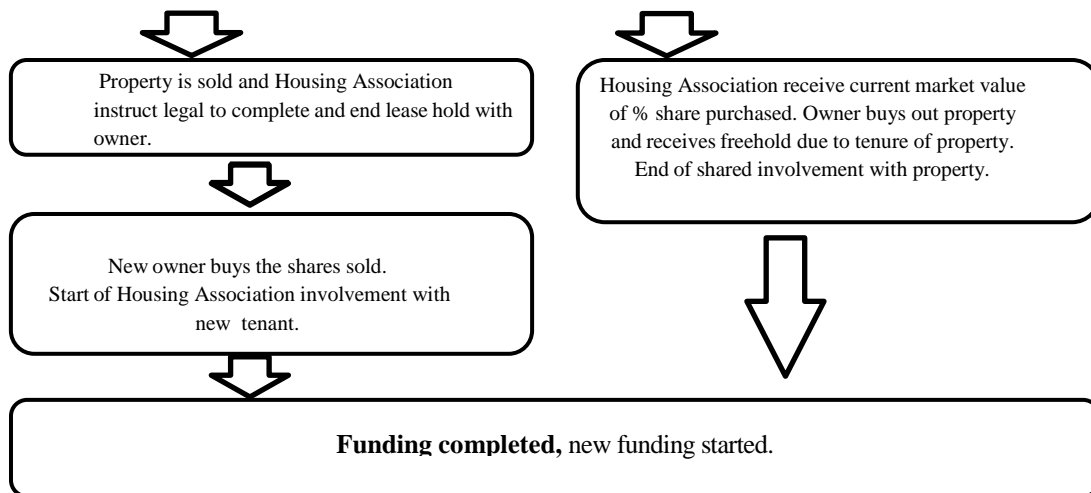 Property is sold and Housing Association
instruct legal to complete and end lease hold with
owner.
Housing Association receive current market value
of % share purchased. Owner buys out property
and receives freehold due to tenure of property.
End of shared involvement with property.
New owner buys the shares sold.
Start of Housing Association involvement with
new tenant.
Funding completed, new funding started.